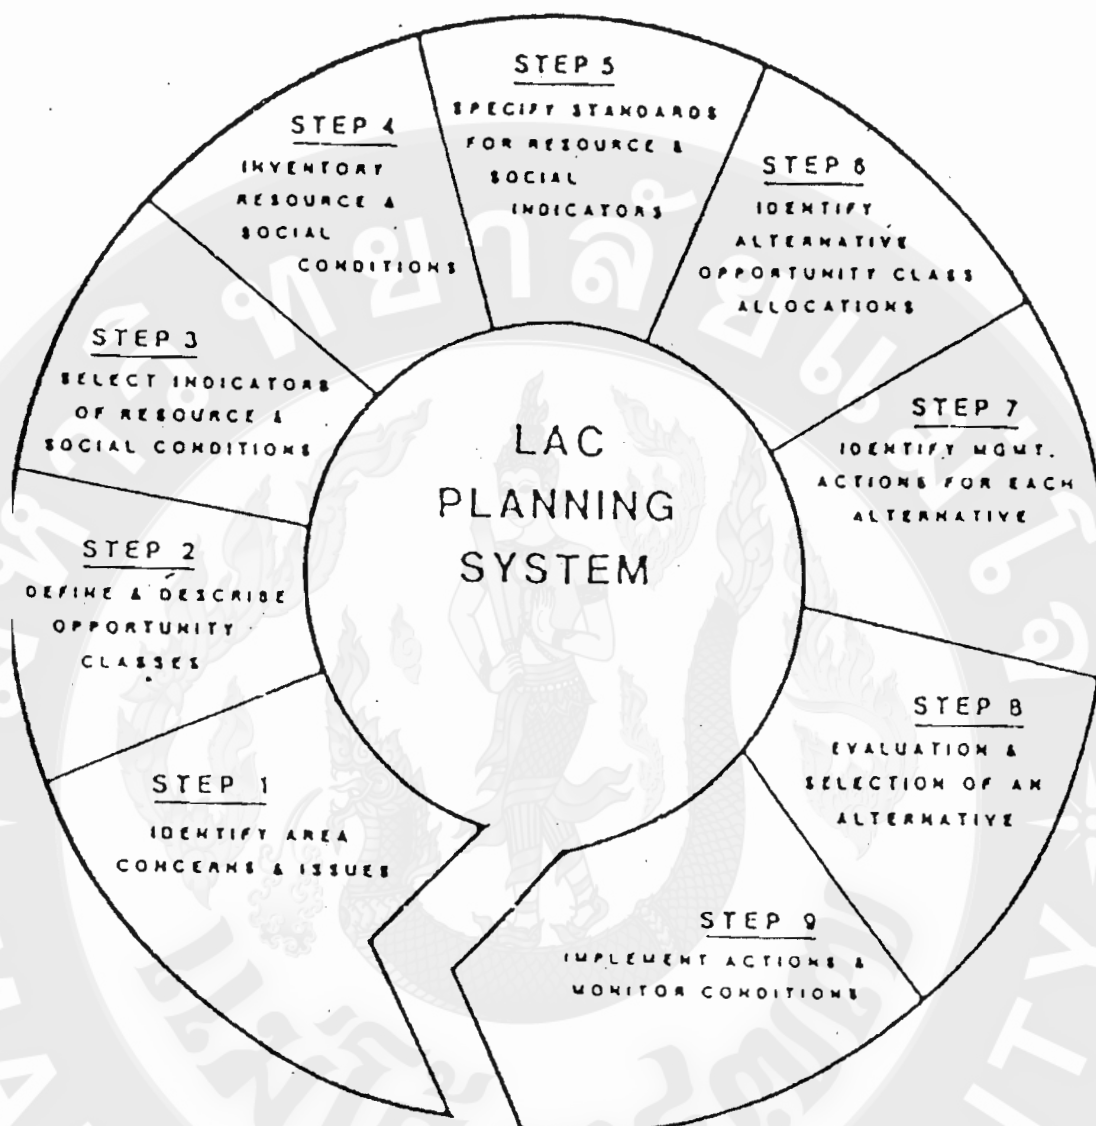 LAC
PLANNING
SYSTEM
STEP 1
IDENTIFY AREA
CONCERNS & ISSUES
STEP 2
DEFINE & DESCRIBE
OPPORTUNITY
CLASSES
STEP 3
SELECT INDICATORS
OF RESOURCE &
SOCIAL CONDITIONS
STEP 4
INVENTORY
RESOURCE &
SOCIAL
CONDITIONS
STEP 5
SPECIFY STANDARDS
FOR RESOURCE &
SOCIAL
INDICATORS
STEP 6
IDENTIFY
ALTERNATIVE
OPPORTUNITY CLASS
ALLOCATIONS
STEP 7
IDENTIFY MGMT.
ACTIONS FOR EACH
ALTERNATIVE
STEP 8
EVALUATION &
SELECTION OF AN
ALTERNATIVE
STEP 9
IMPLEMENT ACTIONS &
MONITOR CONDITIONS